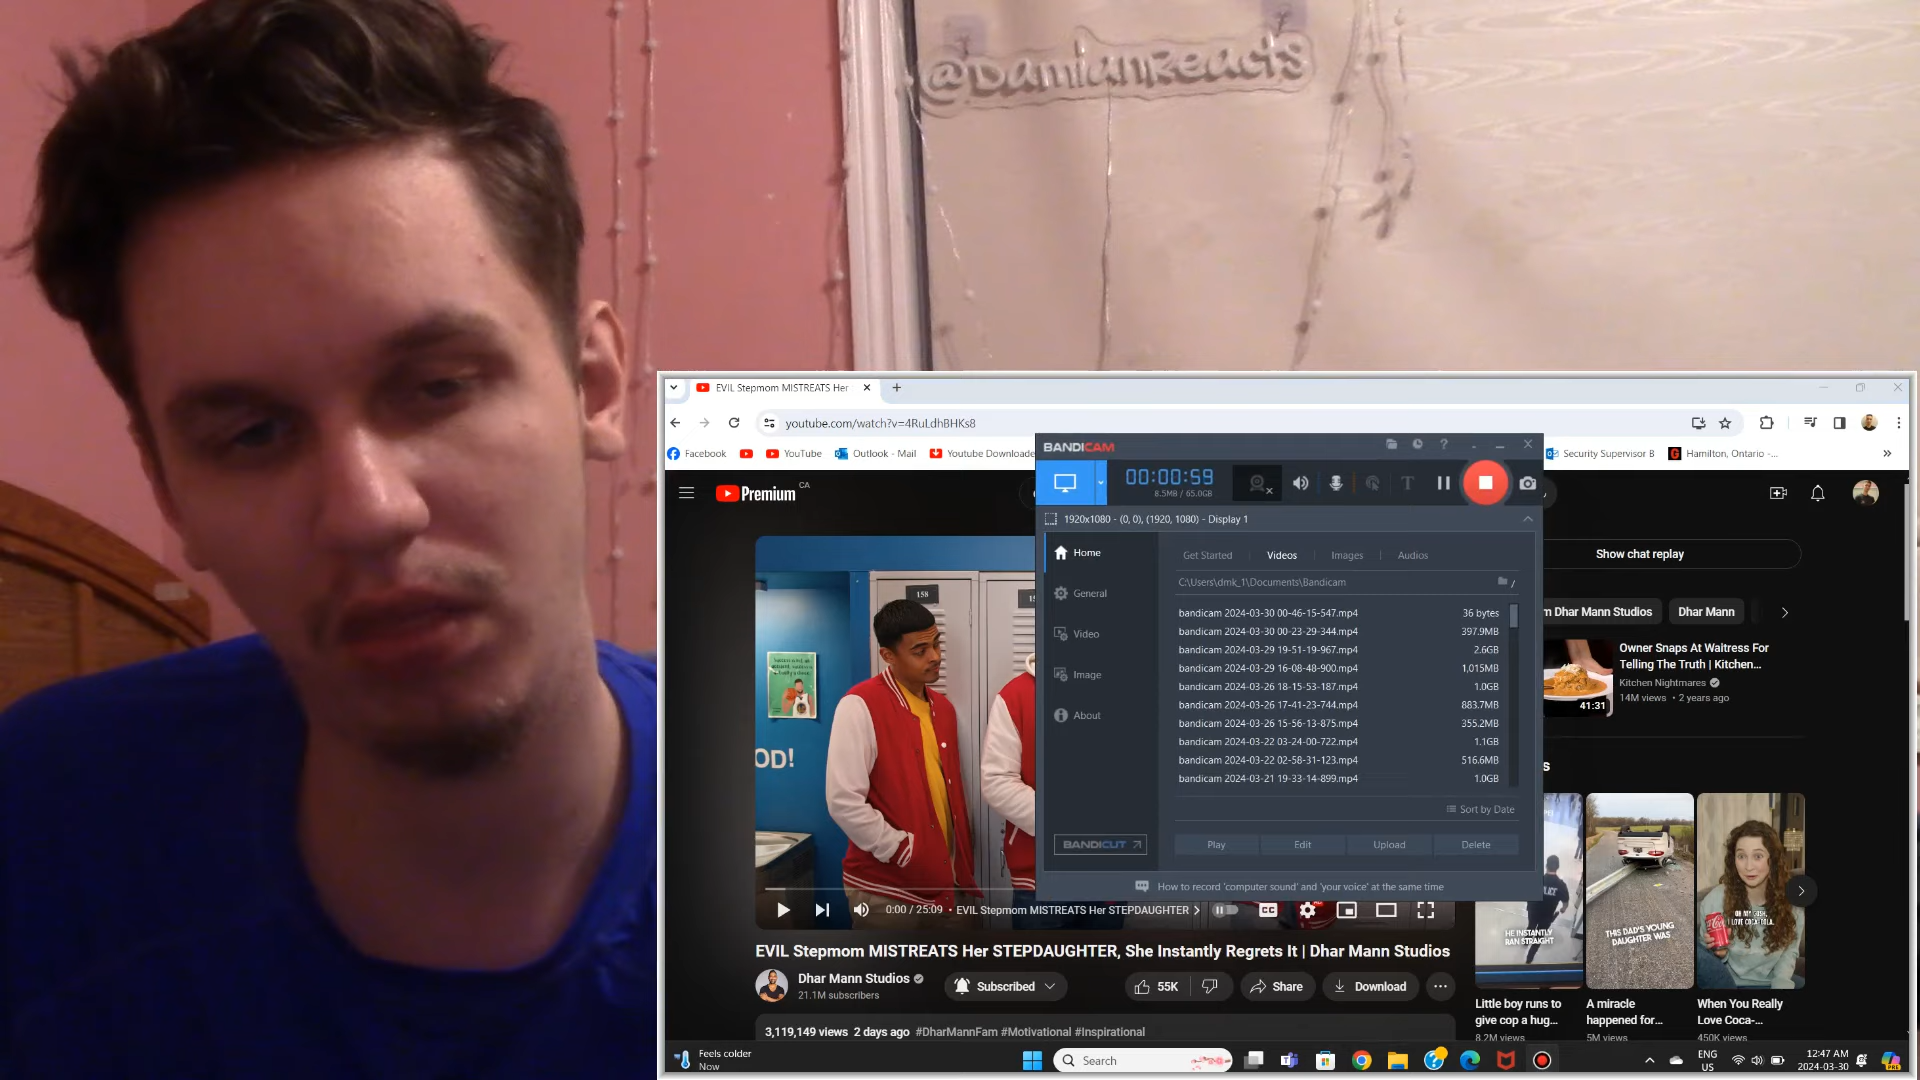 @DamianReacts
EVIL Stepmom MISTREATS Her
youtube.com/watch?v=4RuLdhBHKs8
Facebook
YouTube
Outlook - Mail
Youtube Downloade
Security Supervisor B
Hamilton, Ontario -...
BANDICAM
00:00:59
8.5MB / 65.0GB
1920x1080 - (0, 0), (1920, 1080) - Display 1
Home
General
Video
Image
About
BANDICUT
Get Started
Videos
Images
Audios
C:\Users\dmk_1\Documents\Bandicam
bandicam 2024-03-30 00-46-15-547.mp4 36 bytes
bandicam 2024-03-30 00-23-29-344.mp4 397.9MB
bandicam 2024-03-29 19-51-19-967.mp4 2.6GB
bandicam 2024-03-29 16-08-48-900.mp4 1,015MB
bandicam 2024-03-26 18-15-53-187.mp4 1.0GB
bandicam 2024-03-26 17-41-23-744.mp4 883.7MB
bandicam 2024-03-26 15-56-13-875.mp4 355.2MB
bandicam 2024-03-22 03-24-00-722.mp4 1.1GB
bandicam 2024-03-22 02-58-31-123.mp4 516.6MB
bandicam 2024-03-21 19-33-14-899.mp4 1.0GB
Sort by Date
Play
Edit
Upload
Delete
How to record 'computer sound' and 'your voice' at the same time
Premium
CA
158
OD!
0:00 / 25:09 • EVIL Stepmom MISTREATS Her STEPDAUGHTER
CC
EVIL Stepmom MISTREATS Her STEPDAUGHTER, She Instantly Regrets It | Dhar Mann Studios
Dhar Mann Studios
21.1M subscribers
Subscribed
55K
Share
Download
3,119,149 views 2 days ago #DharMannFam #Motivational #Inspirational
Show chat replay
m Dhar Mann Studios
Dhar Mann
Owner Snaps At Waitress For
Telling The Truth | Kitchen...
Kitchen Nightmares
14M views • 2 years ago
41:31
HE INSTANTLY
RAN STRAIGHT
THIS DAD'S YOUNG
DAUGHTER WAS
OH MY GOSH,
I LOVE COCA-COLA.
Little boy runs to
give cop a hug...
8.2M views
A miracle
happened for...
5M views
When You Really
Love Coca-...
450K views
Feels colder
Now
Search
ENG
US
12:47 AM
2024-03-30